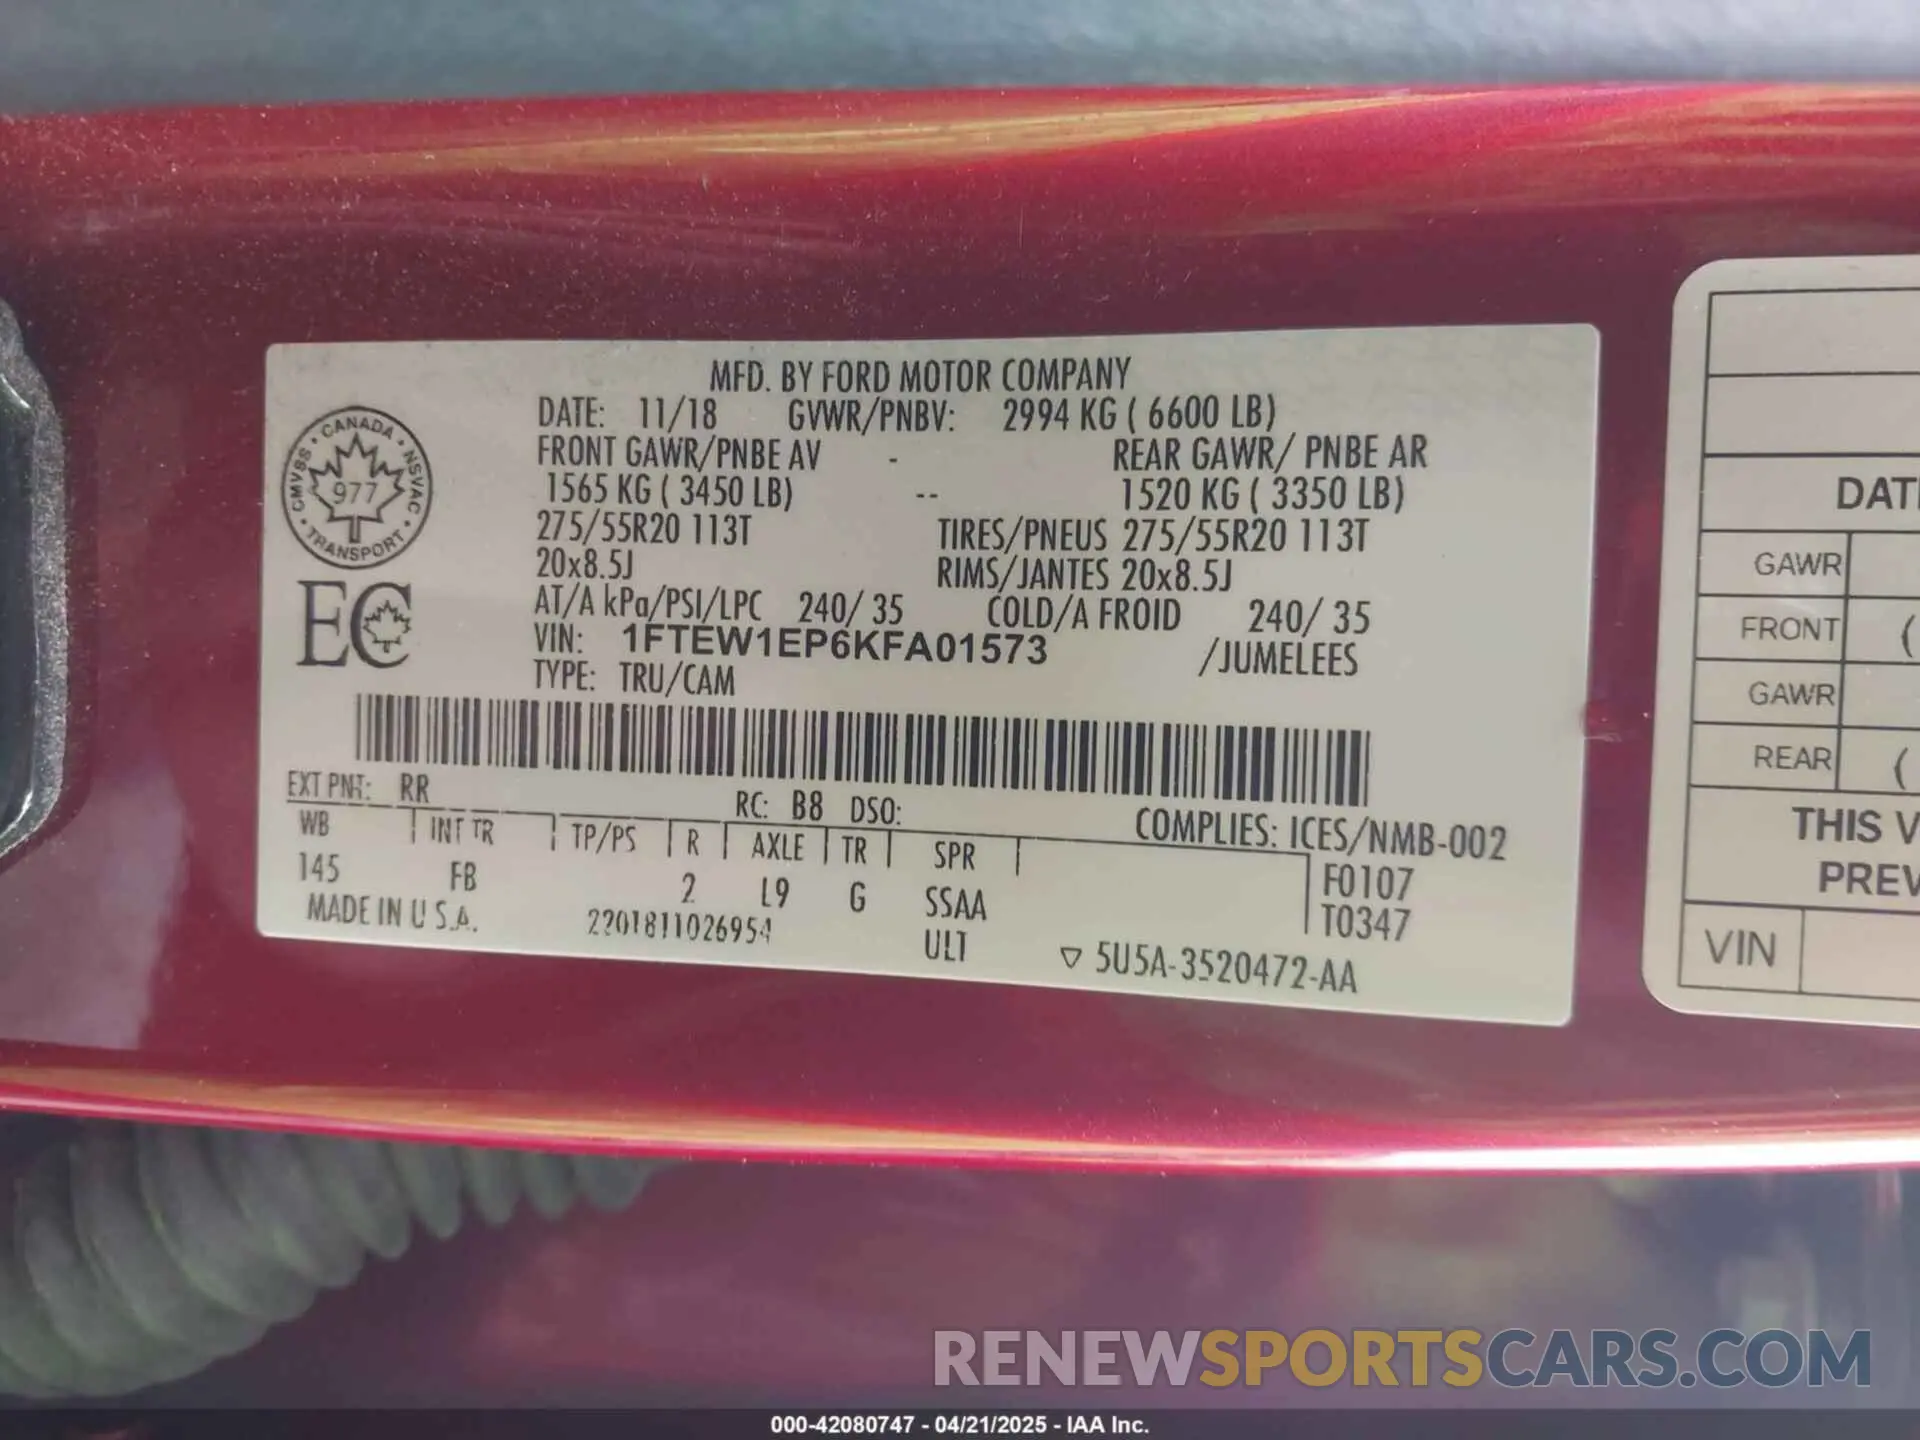 MFD. BY FORD MOTOR COMPANY
DATE: 11/18 GVWR/PNBV: 2994 KG ( 6600 LB)
FRONT GAWR/PNBE AV - REAR GAWR/ PNBE AR
1565 KG ( 3450 LB) -- 1520 KG ( 3350 LB)
275/55R20 113T TIRES/PNEUS 275/55R20 113T
20x8.5J RIMS/JANTES 20x8.5J
AT/A kPa/PSI/LPC 240/ 35 COLD/A FROID 240/ 35
VIN: 1FTEW1EP6KFA01573 /JUMELEES
TYPE: TRU/CAM
CANADA
CMVSS NSVAC
977
TRANSPORT
EC
EXT PNT: RR RC: B8 DSO:
COMPLIES: ICES/NMB-002
WB INT TR TP/PS R AXLE TR SPR
145 FB 2 L9 G SSAA F0107
T0347
MADE IN U.S.A. 2201811026954 ULT ▽ 5U5A-3520472-AA
DAT
GAWR
FRONT (
GAWR
REAR (
THIS V
PREV
VIN
RENEWSPORTSCARS.COM
000-42080747 - 04/21/2025 - IAA Inc.